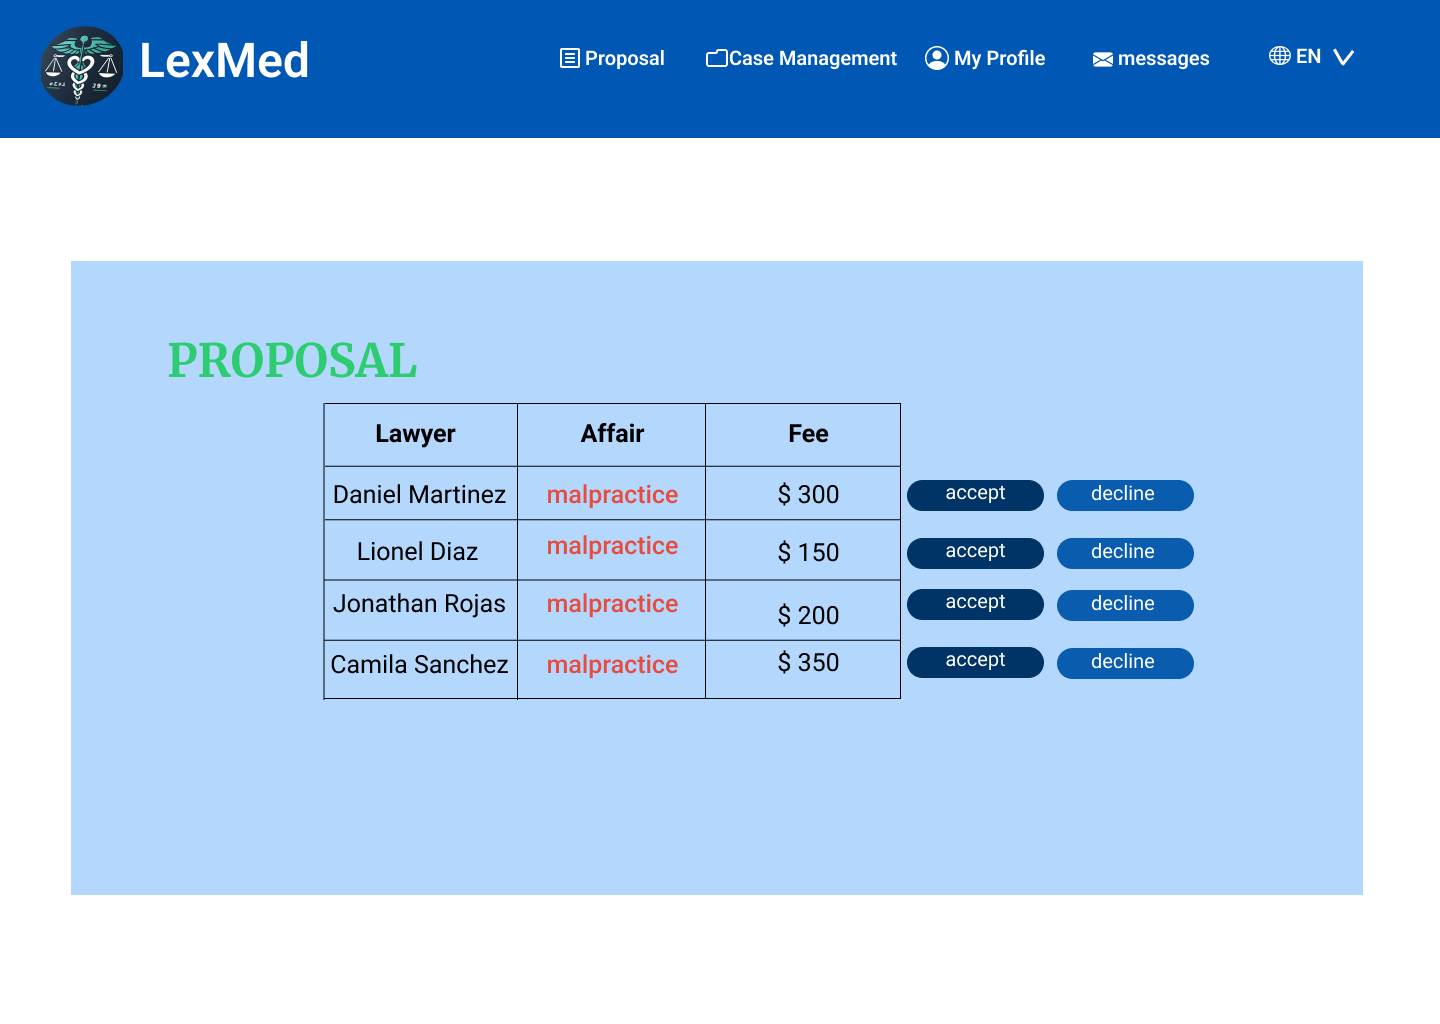 LexMed
Proposal
Case Management
My Profile
messages
EN
PROPOSAL
Lawyer Affair Fee
Daniel Martinez malpractice $ 300 accept decline
Lionel Diaz malpractice $ 150 accept decline
Jonathan Rojas malpractice $ 200 accept decline
Camila Sanchez malpractice $ 350 accept decline